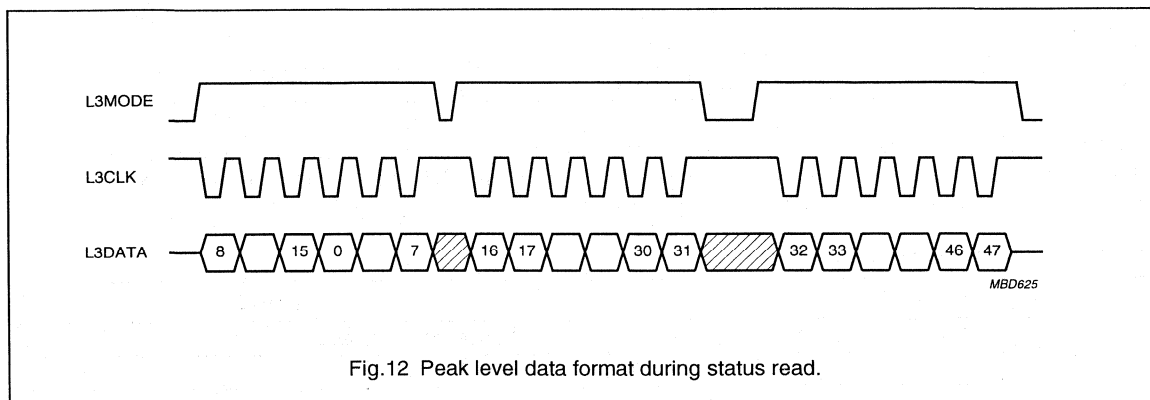 L3MODE
L3CLK
L3DATA 8 15 0 7 16 17 30 31 32 33 46 47
MBD625
Fig.12 Peak level data format during status read.